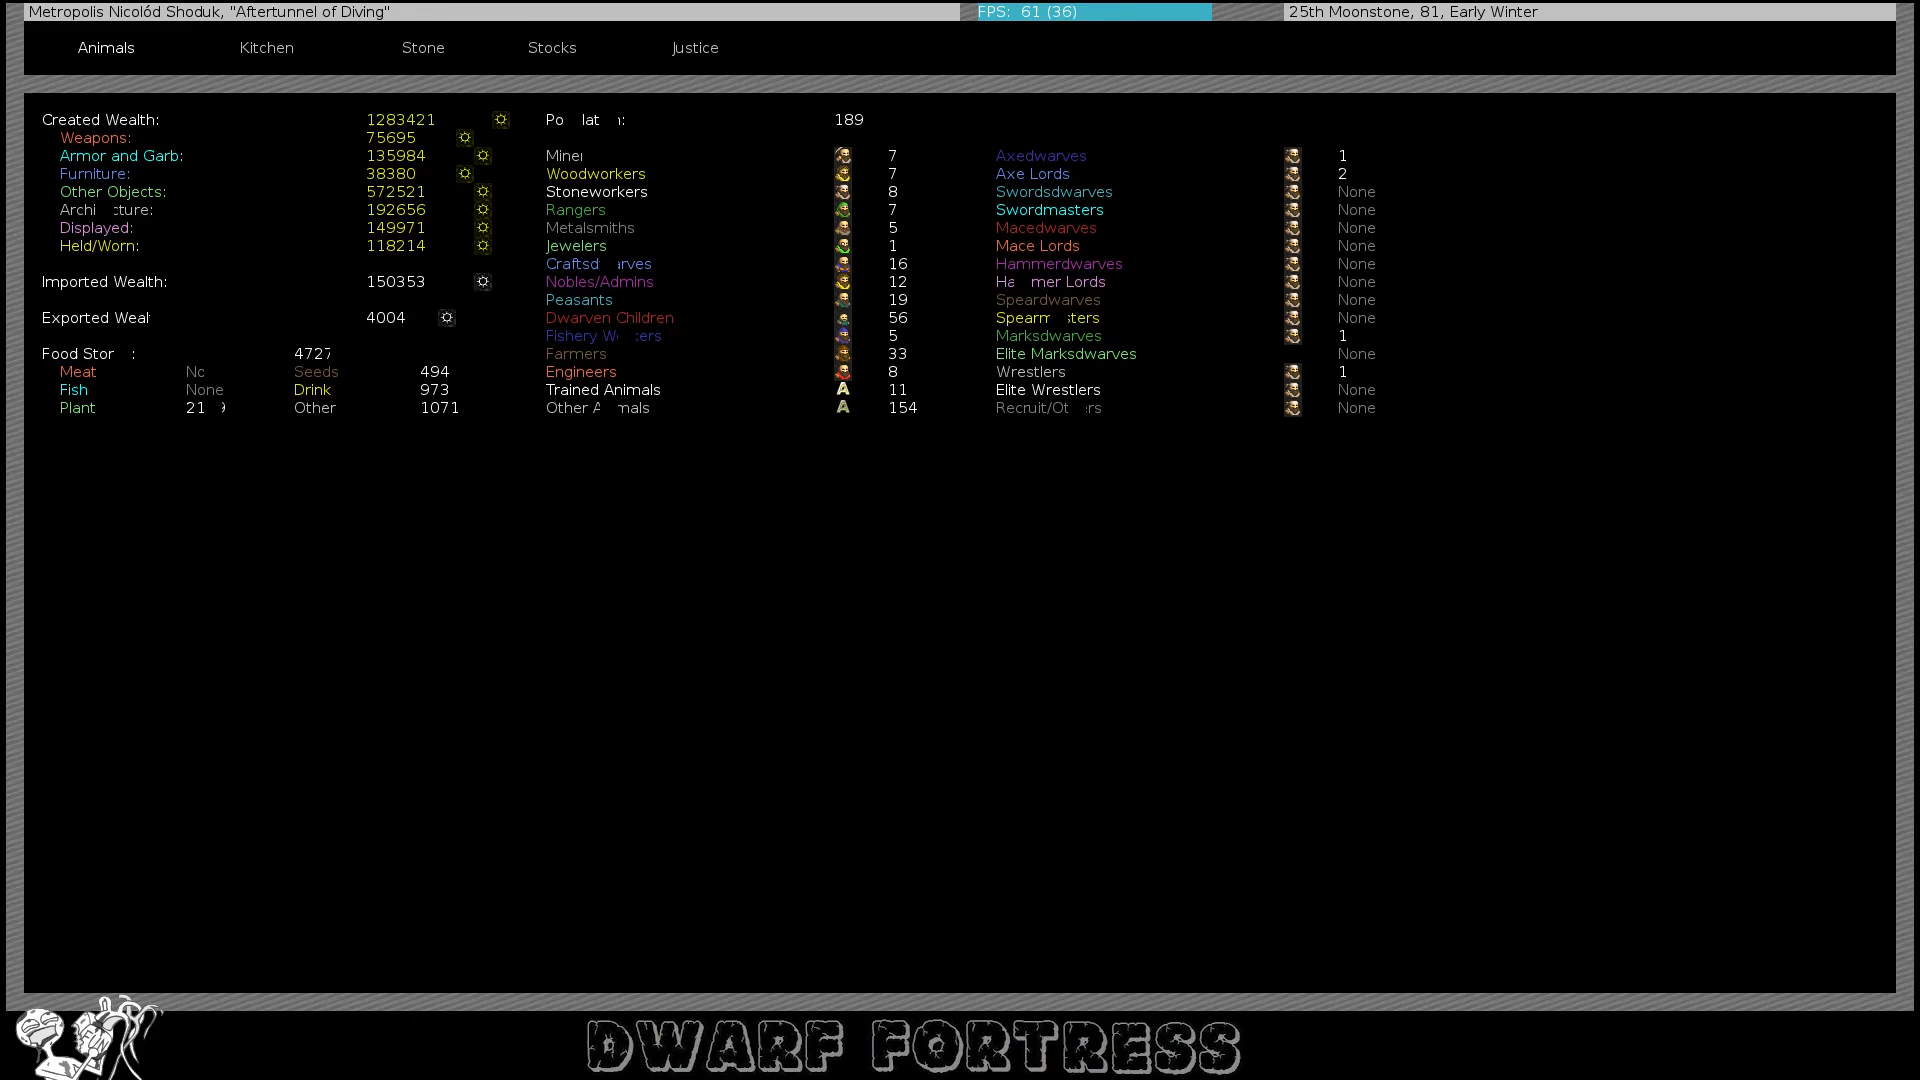 Metropolis Nicolód Shoduk, "Aftertunnel of Diving" FPS: 61 (36) 25th Moonstone, 81, Early Winter
Animals Kitchen Stone Stocks Justice
Created Wealth: 1283421☼ 189
Weapons: 75695☼
Armor and Garb: 135984☼ 7 Axedwarves 1
Furniture: 38380☼ Woodworkers 7 Axe Lords 2
Other Objects: 572521☼ Stoneworkers 8 Swordsdwarves None
192656☼ Rangers 7 Swordmasters None
Displayed: 149971☼ Metalsmiths 5 Macedwarves None
Held/Worn: 118214☼ Jewelers 1 Mace Lords None
16 Hammerdwarves None
Imported Wealth: 150353☼ Nobles/Admins 12 Lords None
Peasants 19 Speardwarves None
Exported 4004☼ Dwarven Children 56 None
Fishery 5 Marksdwarves 1
Food 4727 Farmers 33 Elite Marksdwarves None
Meat Seeds 494 Engineers 8 Wrestlers 1
Fish None Drink 973 Trained Animals A 11 Elite Wrestlers None
Plant Other 1071 Other A 154 None
DWARF FORTRESS